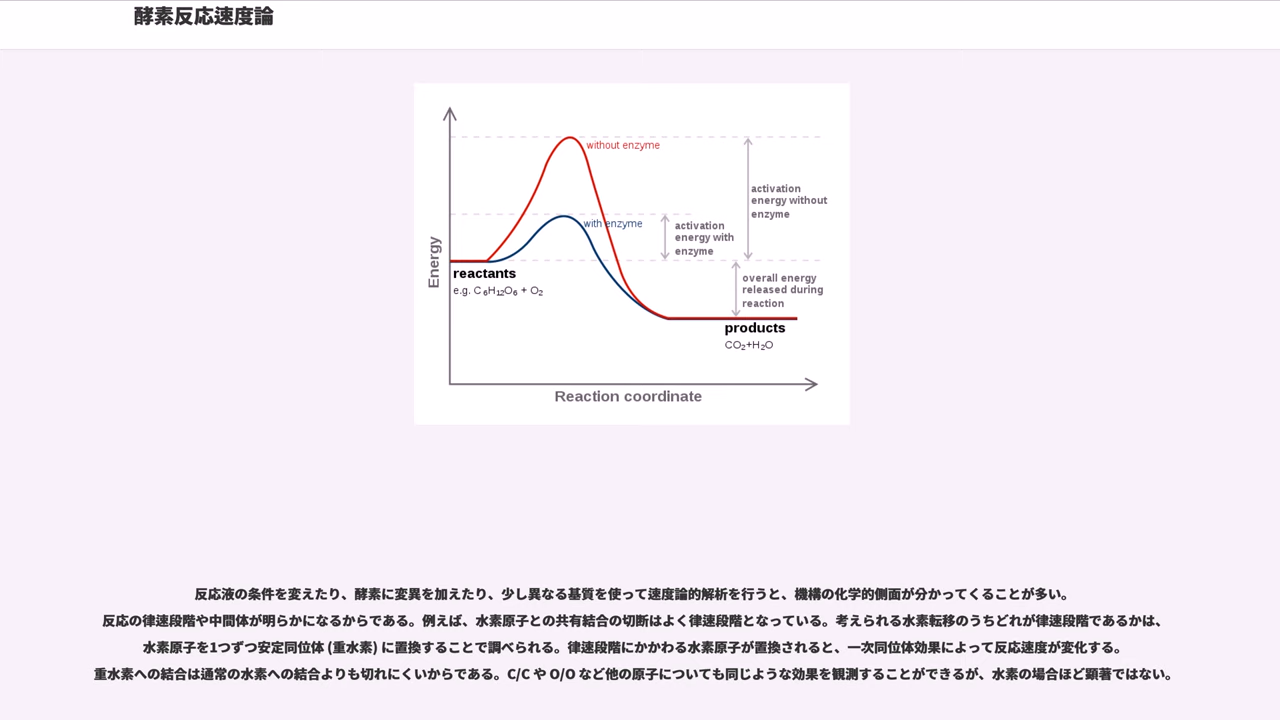 酵素反応速度論
without enzyme
activation
energy without
enzyme
with enzyme
activation
energy with
enzyme
Energy
reactants
e.g. C₆H₁₂O₆ + O₂
overall energy
released during
reaction
products
CO₂+H₂O
Reaction coordinate
反応液の条件を変えたり、酵素に変異を加えたり、少し異なる基質を使って速度論的解析を行うと、機構の化学的側面が分かってくることが多い。
反応の律速段階や中間体が明らかになるからである。例えば、水素原子との共有結合の切断はよく律速段階となっている。考えられる水素転移のうちどれが律速段階であるかは、
水素原子を1つずつ安定同位体 (重水素) に置換することで調べられる。律速段階にかかわる水素原子が置換されると、一次同位体効果によって反応速度が変化する。
重水素への結合は通常の水素への結合よりも切れにくいからである。C/C や O/O など他の原子についても同じような効果を観測することができるが、水素の場合ほど顕著ではない。